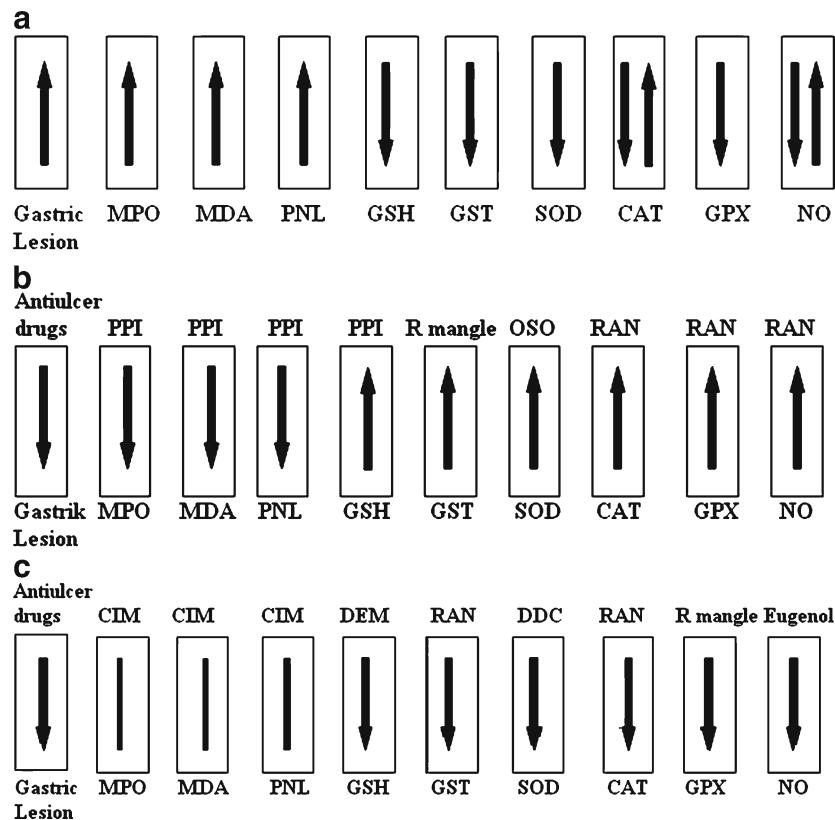 a
Gastric Lesion MPO MDA PNL GSH GST SOD CAT GPX NO
b
Antiulcer drugs PPI PPI PPI PPI R mangle OSO RAN RAN RAN
Gastrik Lesion MPO MDA PNL GSH GST SOD CAT GPX NO
c
Antiulcer drugs CIM CIM CIM DEM RAN DDC RAN R mangle Eugenol
Gastric Lesion MPO MDA PNL GSH GST SOD CAT GPX NO